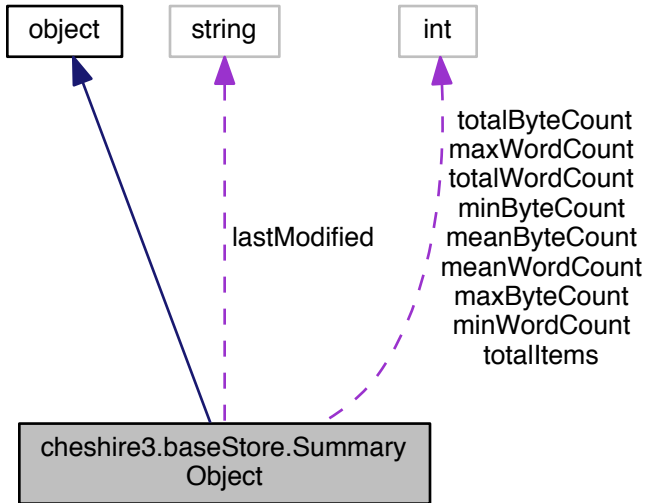 object
string
int
totalByteCount
maxWordCount
totalWordCount
minByteCount
meanByteCount
meanWordCount
maxByteCount
minWordCount
totalItems
lastModified
cheshire3.baseStore.Summary
Object